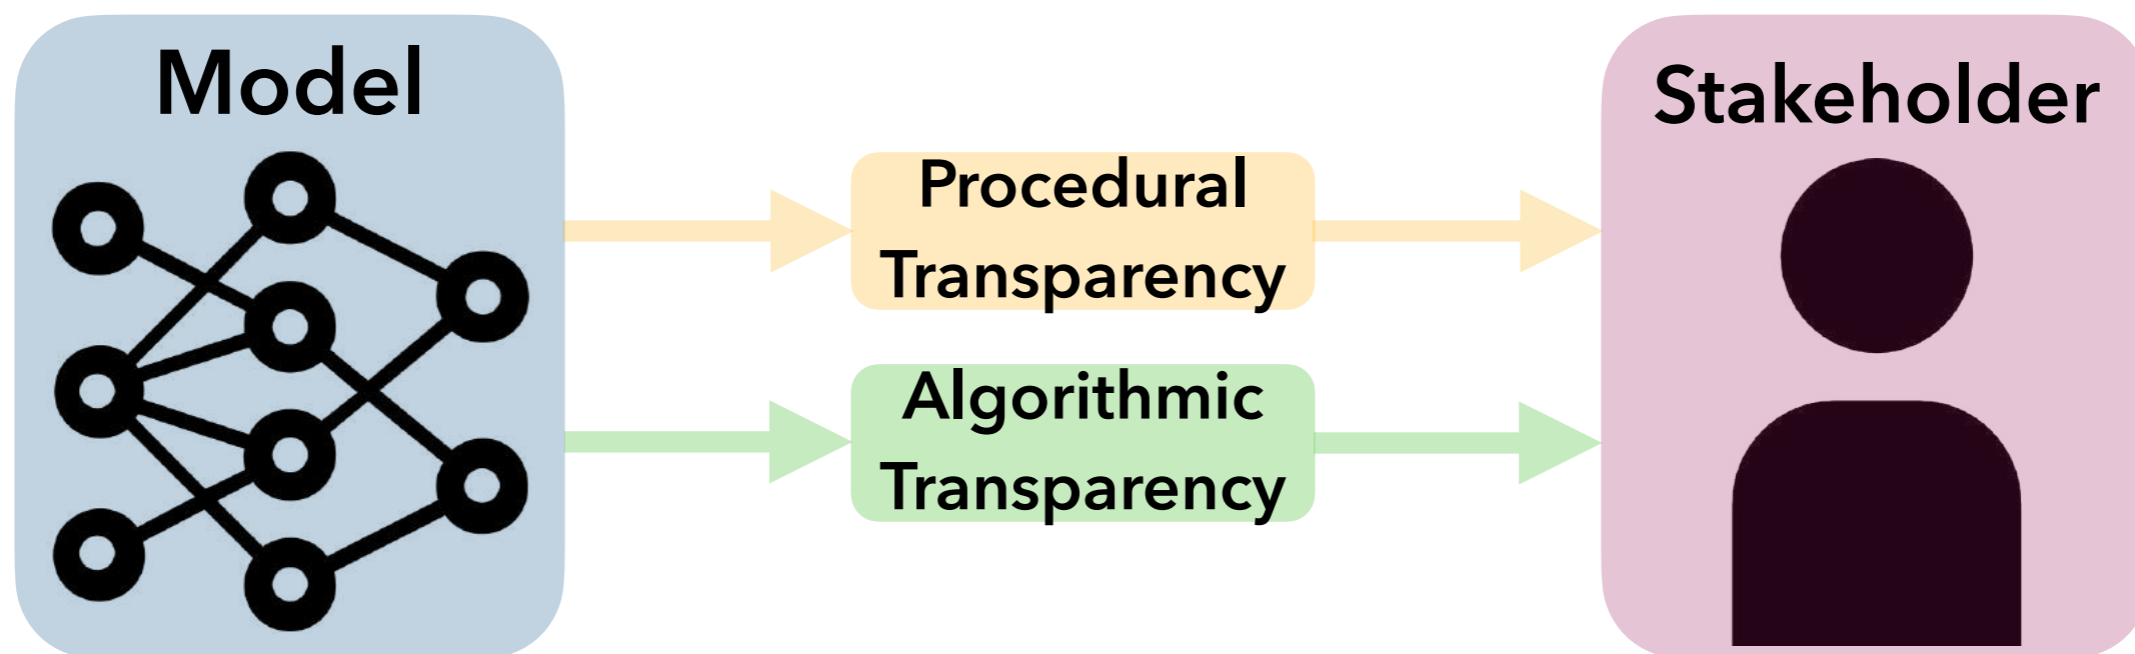 Model
Procedural
Transparency
Algorithmic
Transparency
Stakeholder